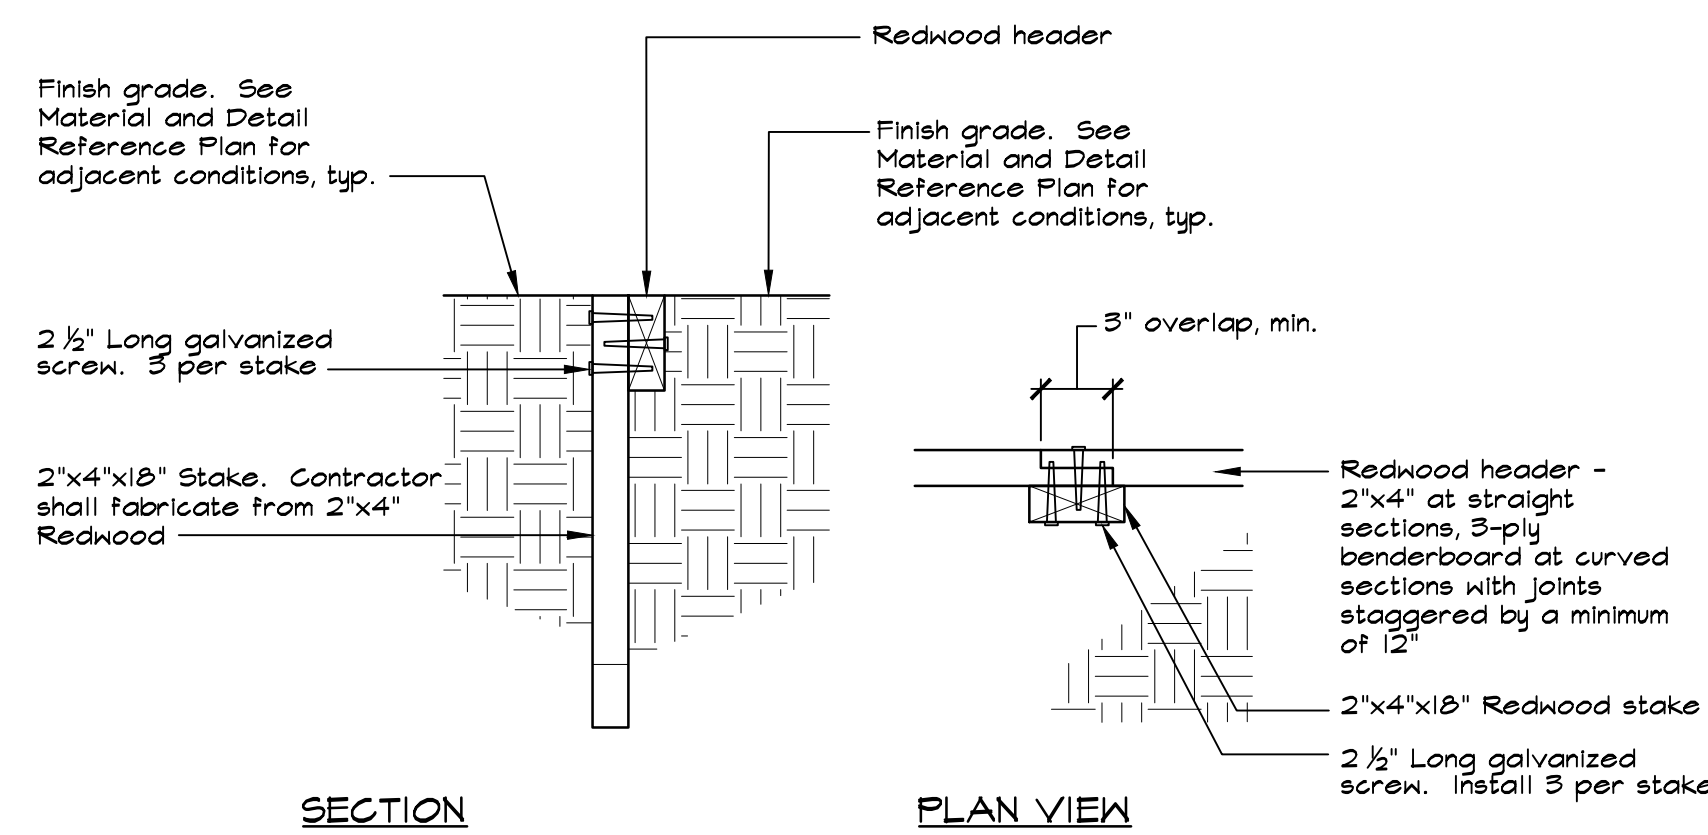 Redwood header
Finish grade.  See
Material and Detail
Reference Plan for
adjacent conditions, typ.
Finish grade.  See
Material and Detail
Reference Plan for
adjacent conditions, typ.
2 ½" Long galvanized
screw.  3 per stake
2"x4"x18" Stake.  Contractor
shall fabricate from 2"x4"
Redwood
SECTION
3" overlap, min.
Redwood header -
2"x4" at straight
sections, 3-ply
benderboard at curved
sections with joints
staggered by a minimum
of 12"
2"x4"x18" Redwood stake
2 ½" Long galvanized
screw.  Install 3 per stake
PLAN VIEW